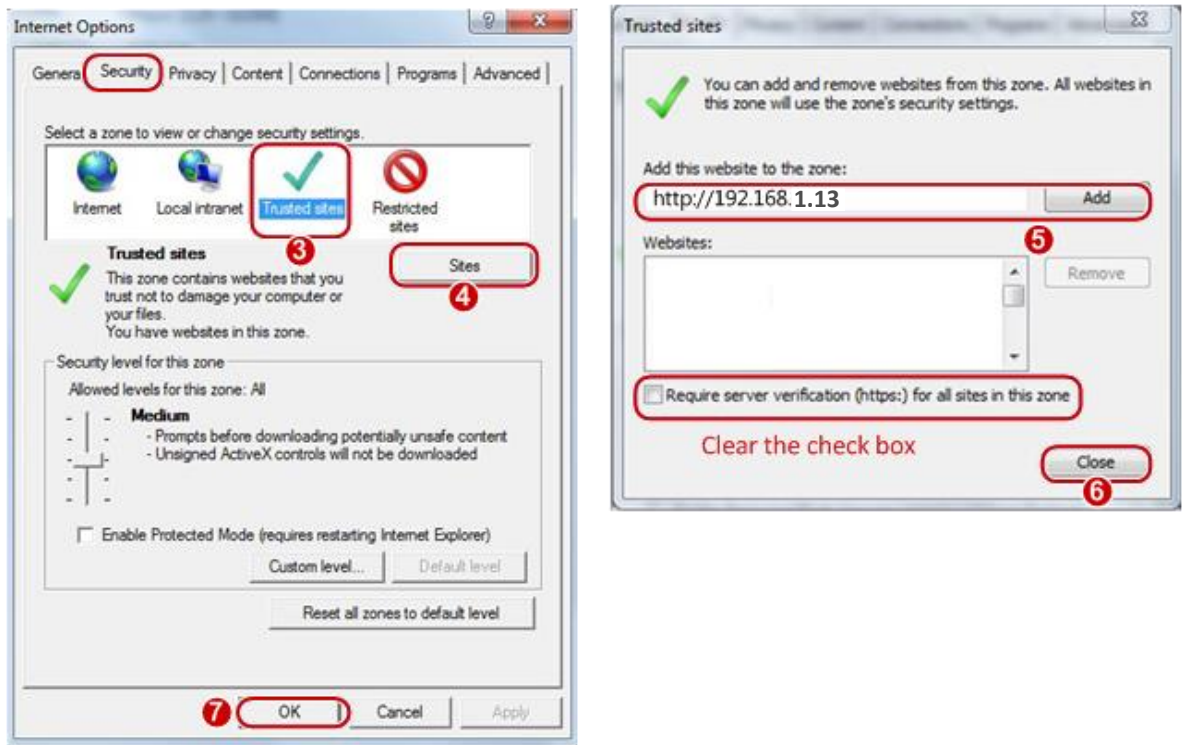 Internet Options
General Security Privacy Content Connections Programs Advanced
Select a zone to view or change security settings.
Internet Local intranet Trusted sites Restricted sites
3
Trusted sites
This zone contains websites that you
trust not to damage your computer or
your files.
You have websites in this zone.
Sites
4
Security level for this zone
Allowed levels for this zone: All
Medium
- Prompts before downloading potentially unsafe content
- Unsigned ActiveX controls will not be downloaded
Enable Protected Mode (requires restarting Internet Explorer)
Custom level... Default level
Reset all zones to default level
7 OK Cancel Apply
Trusted sites
You can add and remove websites from this zone. All websites in
this zone will use the zone's security settings.
Add this website to the zone:
http://192.168.1.13 Add
5
Websites:
Remove
Require server verification (https:) for all sites in this zone
Clear the check box
Close
6